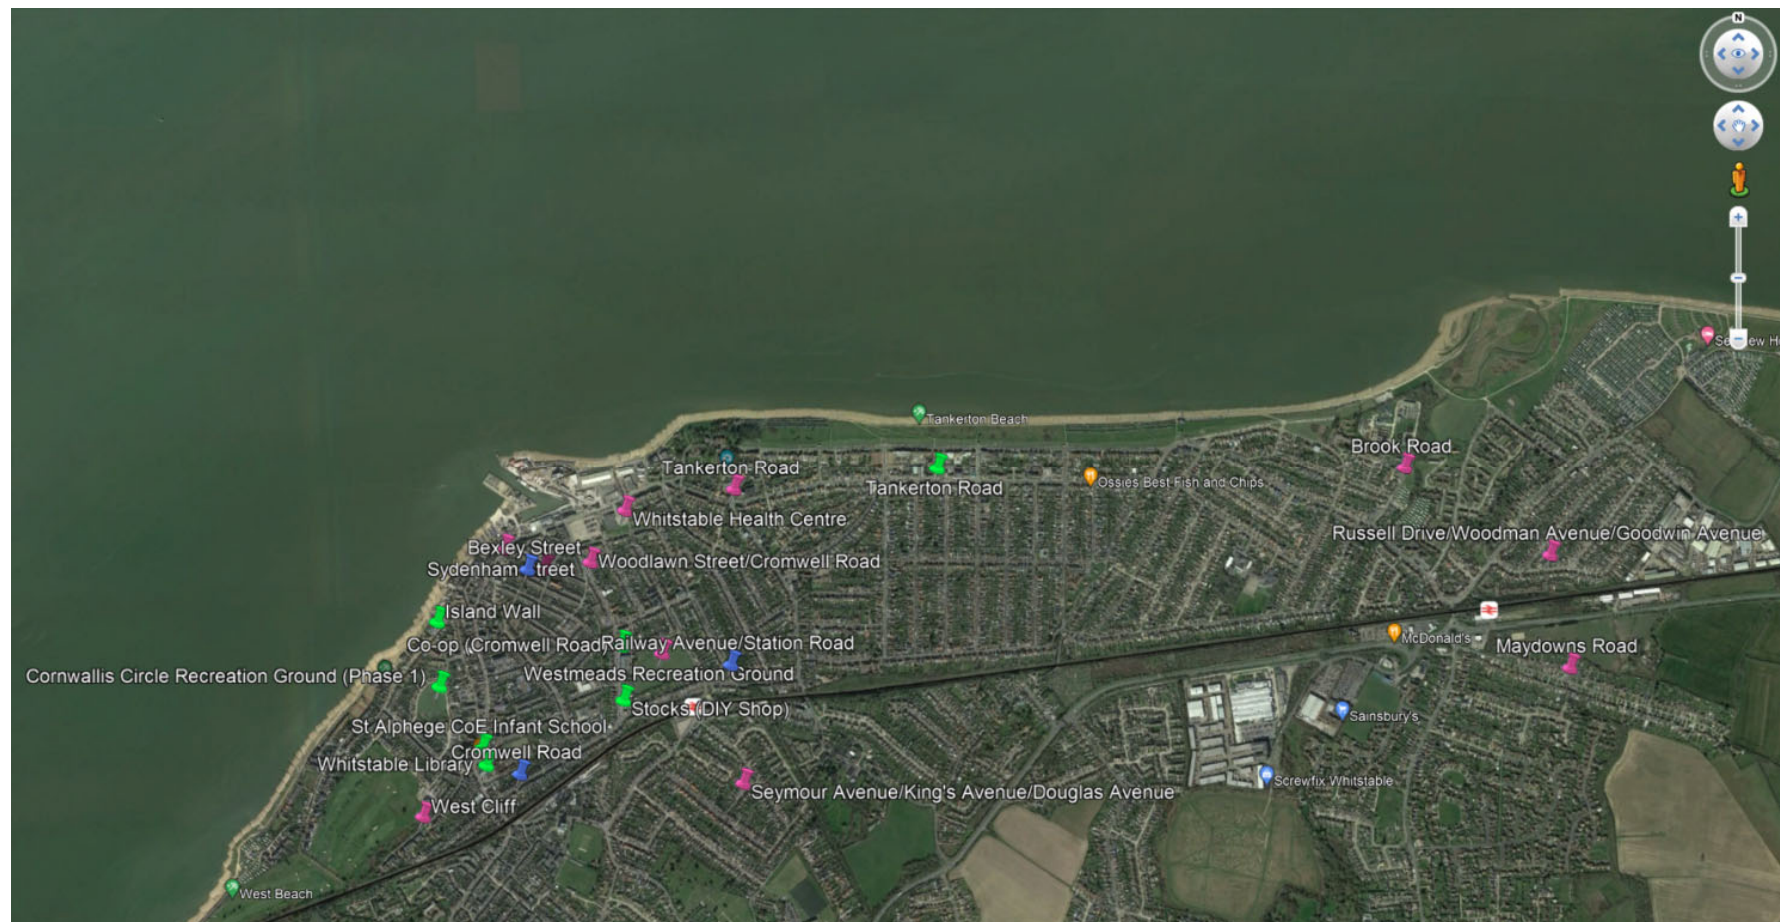 N
Se
ew H
Tankerton Beach
Brook Road
Tankerton Road
Ossies Best Fish and Chips
Tankerton Road
Whitstable Health Centre
Russell Drive/Woodman Avenue/Goodwin Avenue
Bexley Street
Woodlawn Street/Cromwell Road
Sydenham Street
Island Wall
McDonald's
Co-op (Cromwell Road)
Railway Avenue/Station Road
Maydowns Road
Westmeads Recreation Ground
Cornwallis Circle Recreation Ground (Phase 1)
Stocks (DIY Shop)
Sainsbury's
St Alphege CoE Infant School
Cromwell Road
Whitstable Library
Screwfix Whitstable
Seymour Avenue/King's Avenue/Douglas Avenue
West Cliff
West Beach